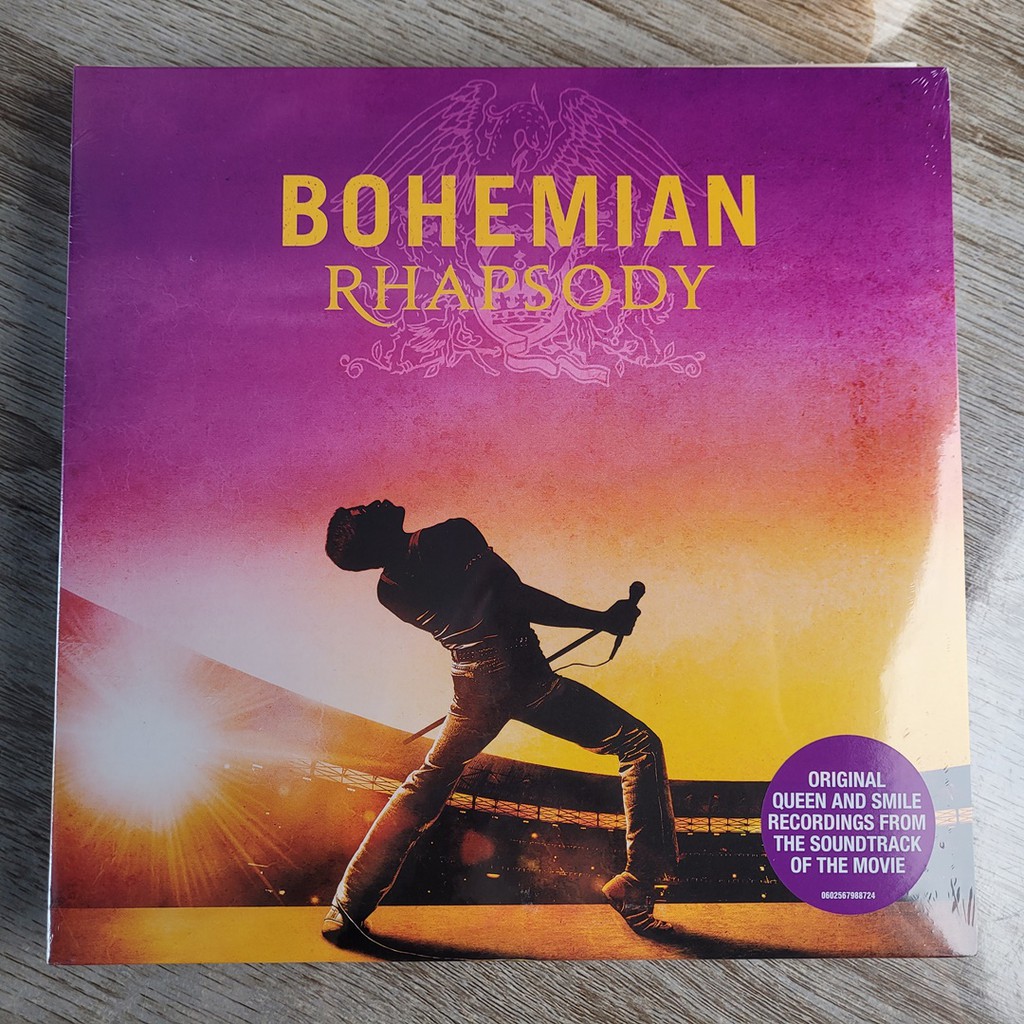 BOHEMIAN
RHAPSODY
ORIGINAL
QUEEN AND SMILE
RECORDINGS FROM
THE SOUNDTRACK
OF THE MOVIE
0602567988724